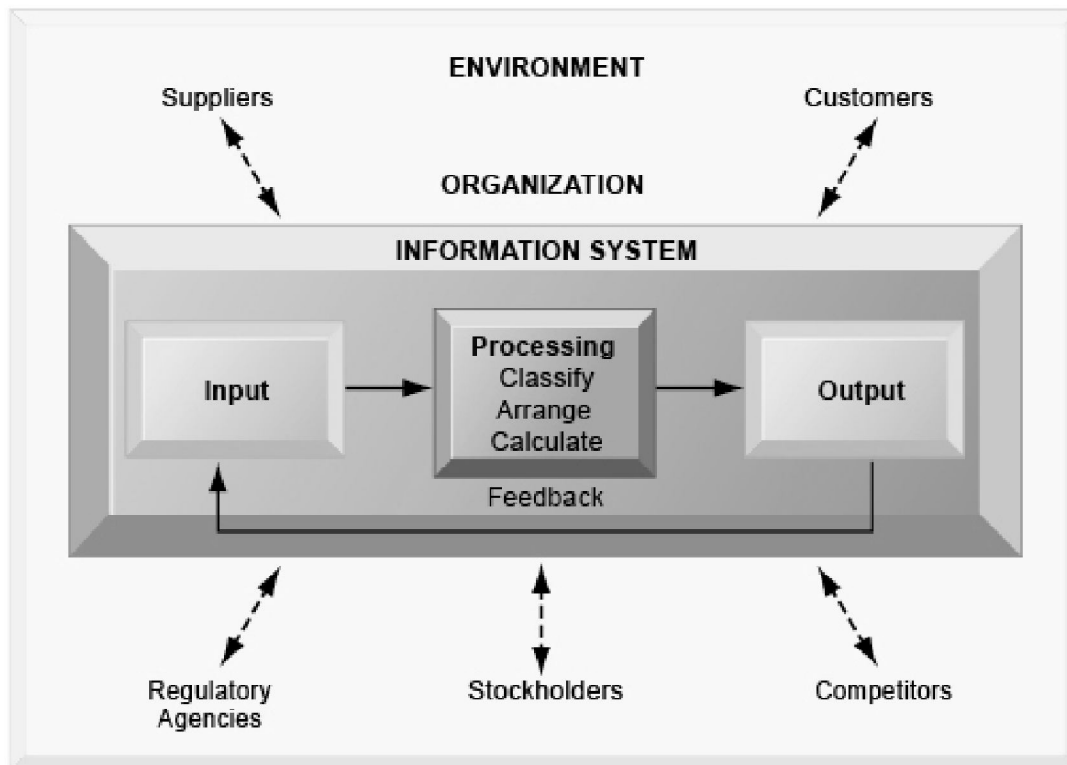 ENVIRONMENT
Suppliers
Customers
ORGANIZATION
INFORMATION SYSTEM
Input
Processing
Classify
Arrange
Calculate
Output
Feedback
Regulatory
Agencies
Stockholders
Competitors